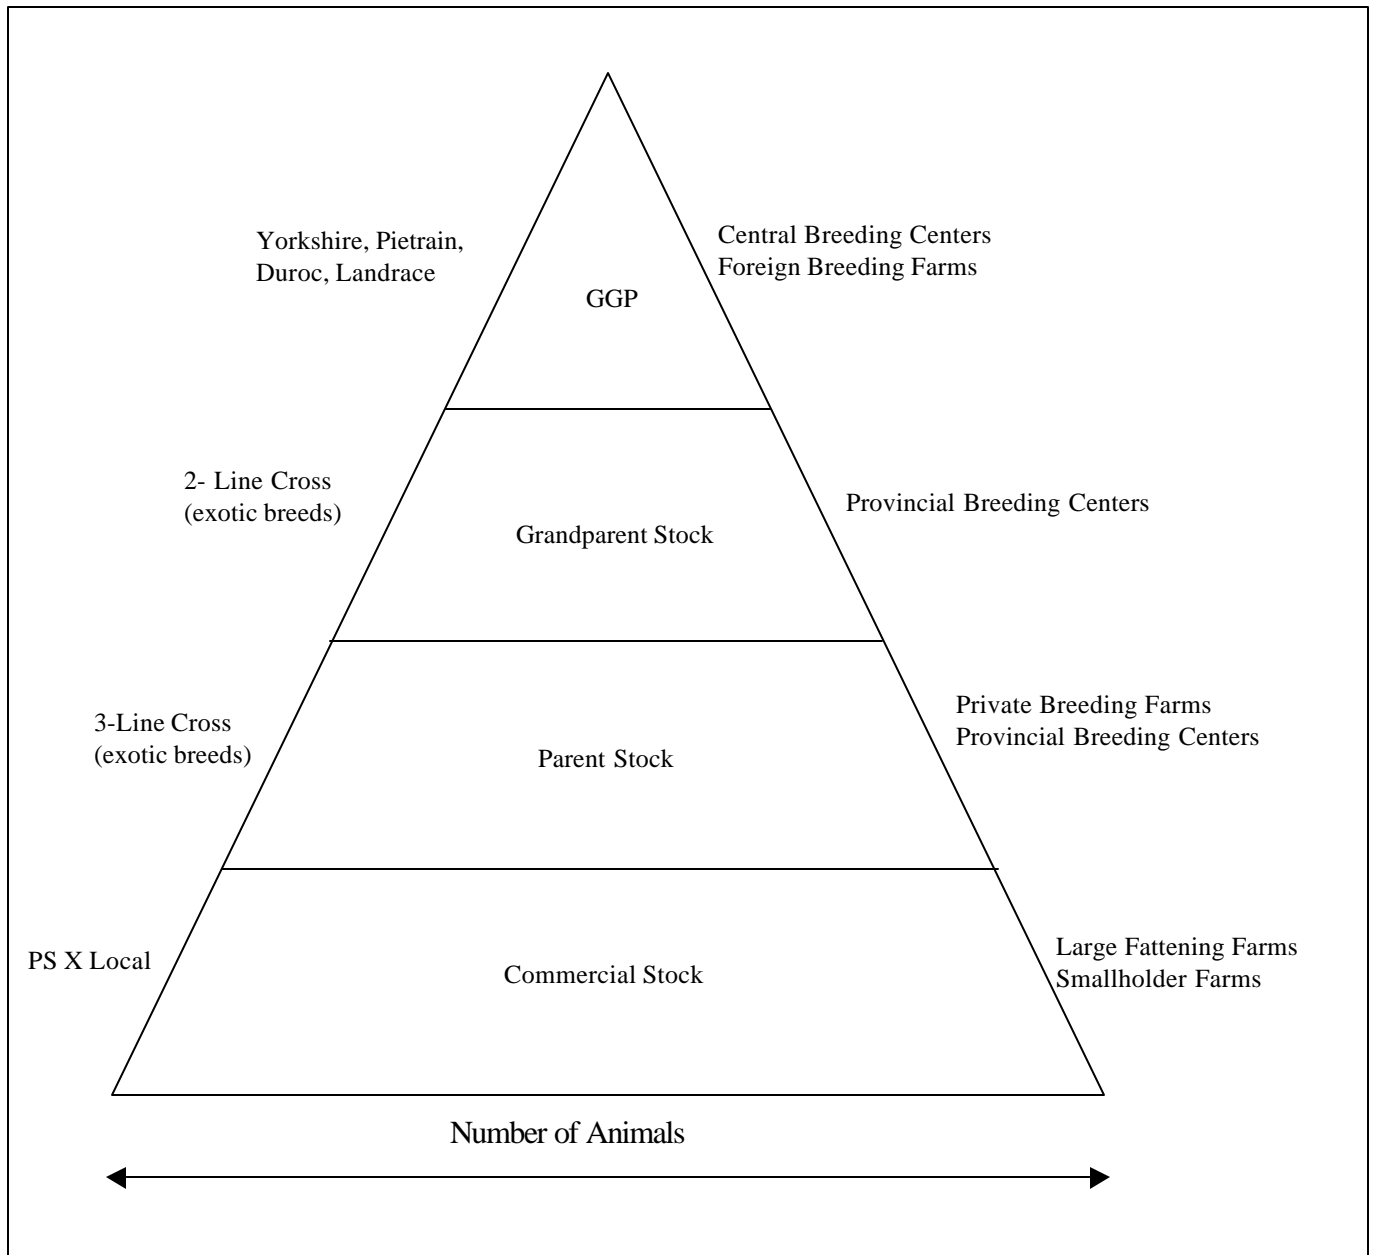 Yorkshire, Pietrain,
Duroc, Landrace
GGP
Central Breeding Centers
Foreign Breeding Farms
2- Line Cross
(exotic breeds)
Grandparent Stock
Provincial Breeding Centers
3-Line Cross
(exotic breeds)
Parent Stock
Private Breeding Farms
Provincial Breeding Centers
PS X Local
Commercial Stock
Large Fattening Farms
Smallholder Farms
Number of Animals